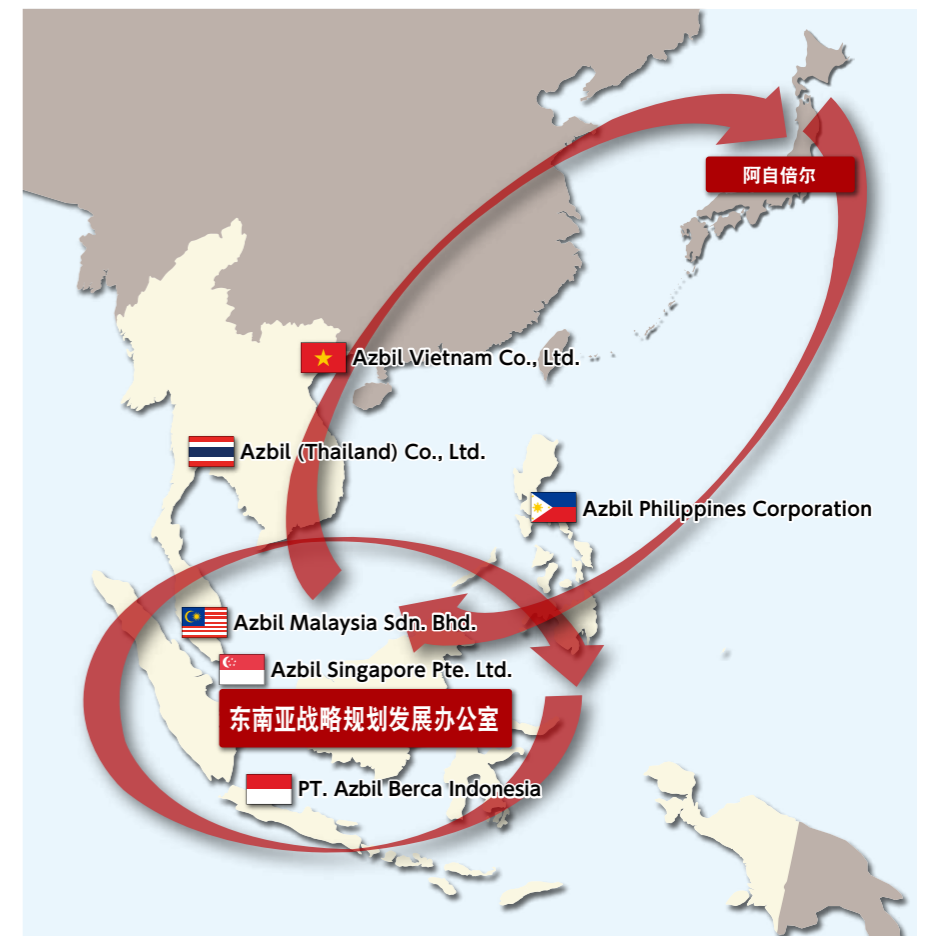 阿自倍尔
Azbil Vietnam Co., Ltd.
Azbil (Thailand) Co., Ltd.
Azbil Philippines Corporation
Azbil Malaysia Sdn. Bhd.
Azbil Singapore Pte. Ltd.
东南亚战略规划发展办公室
PT. Azbil Berca Indonesia